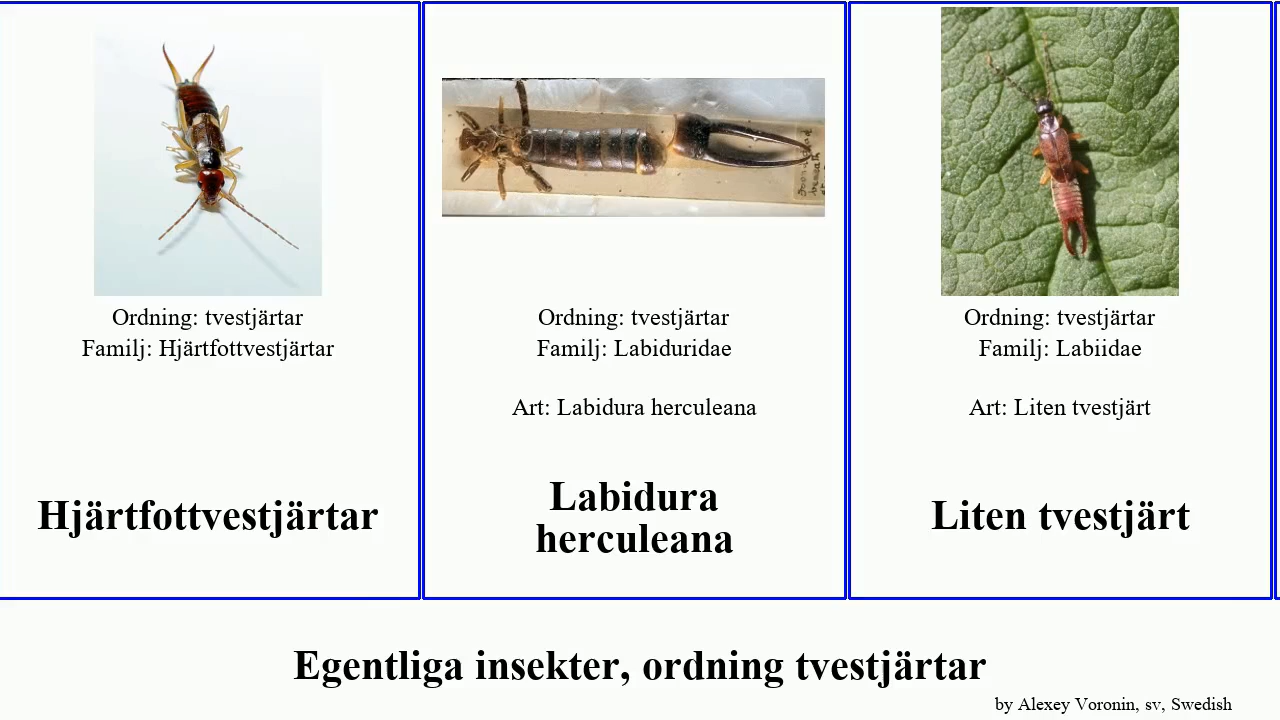 Ordning: tvestjärtar
Familj: Hjärtfottvestjärtar
Hjärtfottvestjärtar
Ordning: tvestjärtar
Familj: Labiduridae
Art: Labidura herculeana
Labidura
herculeana
Ordning: tvestjärtar
Familj: Labiidae
Art: Liten tvestjärt
Liten tvestjärt
Egentliga insekter, ordning tvestjärtar
by Alexey Voronin, sv, Swedish